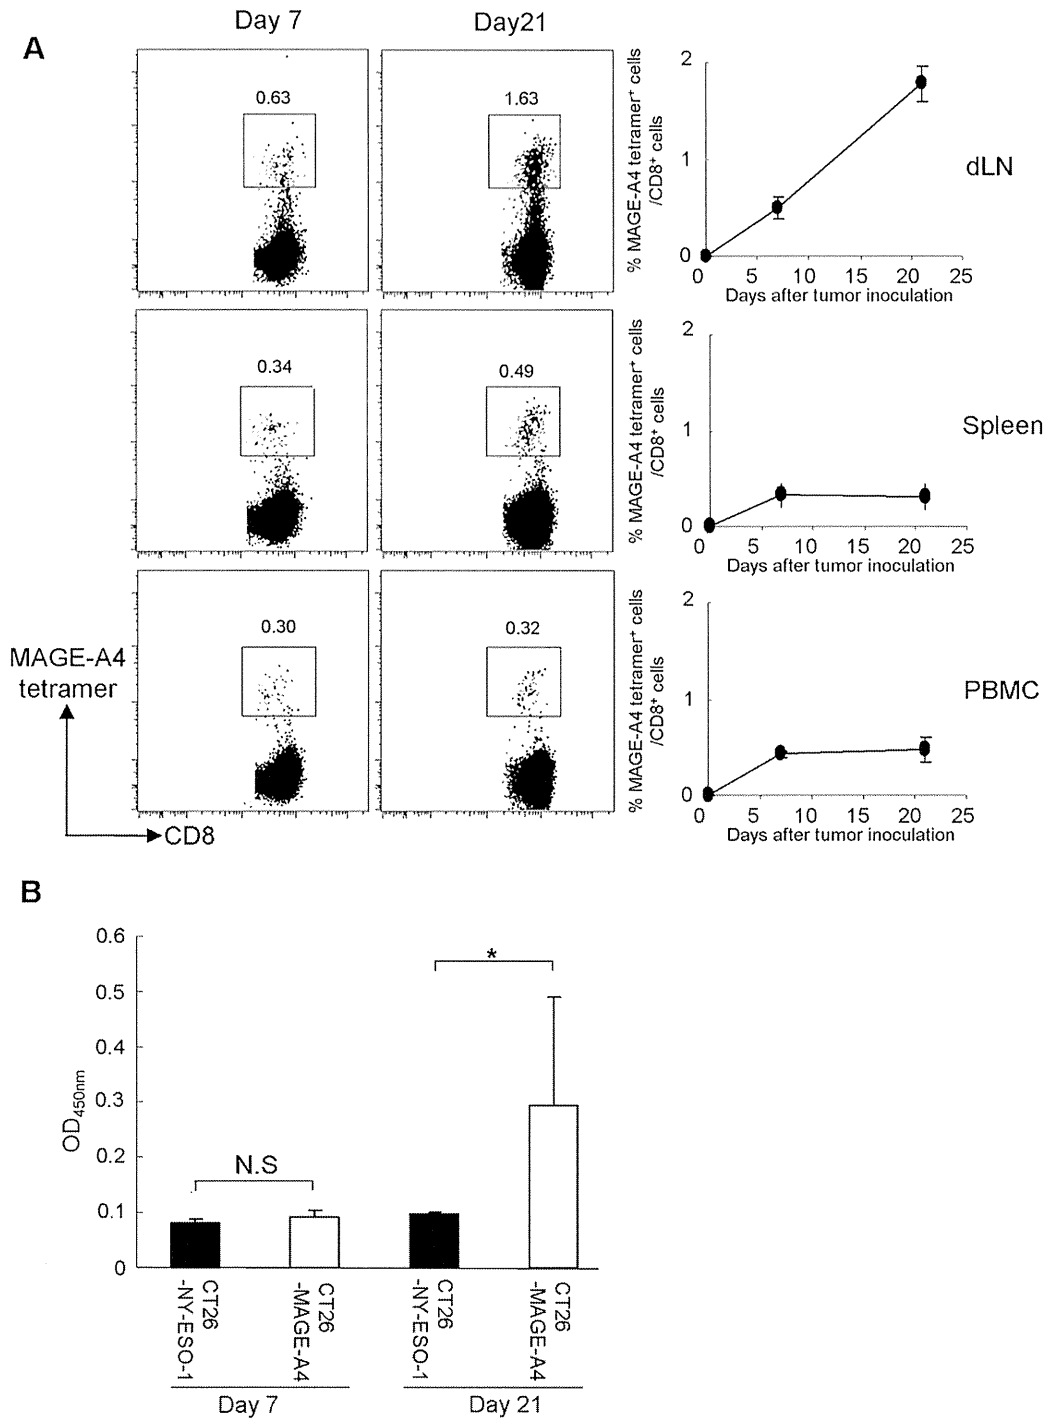 Day 7
Day21
A
0.63
1.63
% MAGE-A4 tetramer⁺ cells
/CD8⁺ cells
2
1
0
0 5 10 15 20 25
Days after tumor inoculation
dLN
0.34
0.49
% MAGE-A4 tetramer⁺ cells
/CD8⁺ cells
2
1
0
0 5 10 15 20 25
Days after tumor inoculation
Spleen
0.30
0.32
% MAGE-A4 tetramer⁺ cells
/CD8⁺ cells
2
1
0
0 5 10 15 20 25
Days after tumor inoculation
PBMC
MAGE-A4
tetramer
CD8
B
OD450nm
0.6
0.5
0.4
0.3
0.2
0.1
0
N.S
*
CT26
-NY-ESO-1
CT26
-MAGE-A4
CT26
-NY-ESO-1
CT26
-MAGE-A4
Day 7
Day 21